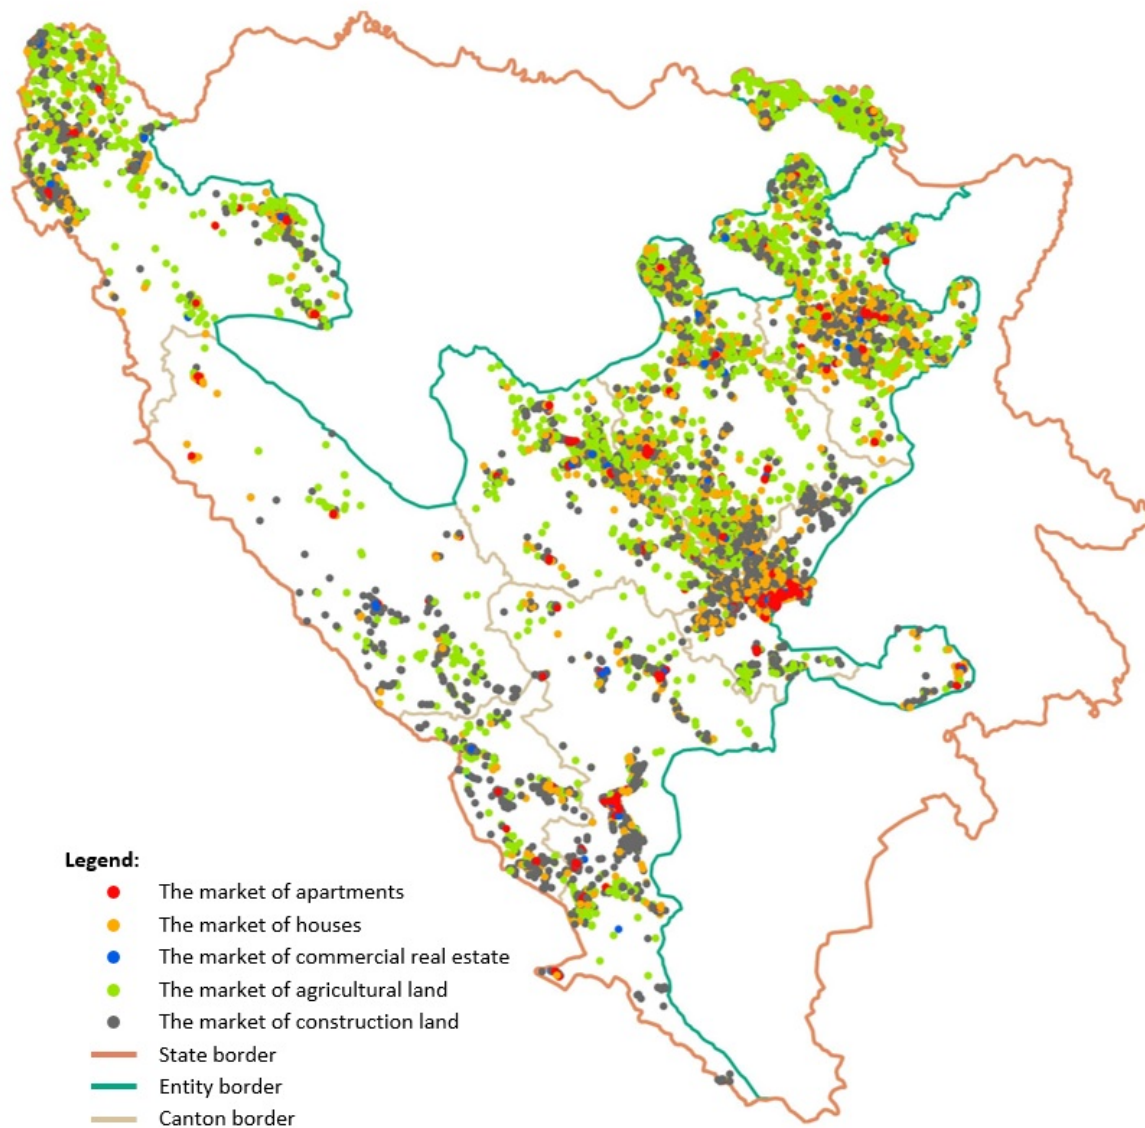 Legend:
The market of apartments
The market of houses
The market of commercial real estate
The market of agricultural land
The market of construction land
State border
Entity border
Canton border